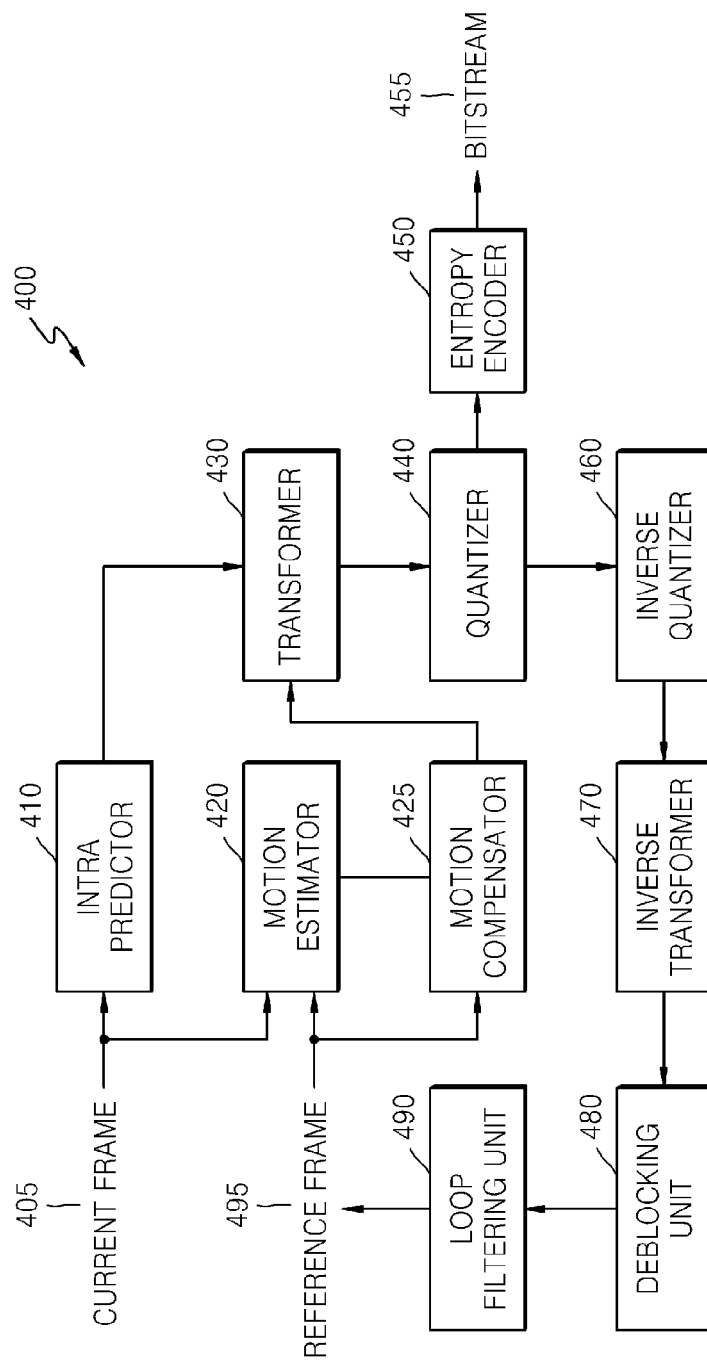 400
405
CURRENT FRAME
410
INTRA
PREDICTOR
495
REFERENCE FRAME
420
MOTION
ESTIMATOR
425
MOTION
COMPENSATOR
430
TRANSFORMER
440
QUANTIZER
450
ENTROPY
ENCODER
455
BITSTREAM
460
INVERSE
QUANTIZER
470
INVERSE
TRANSFORMER
480
DEBLOCKING
UNIT
490
LOOP
FILTERING UNIT